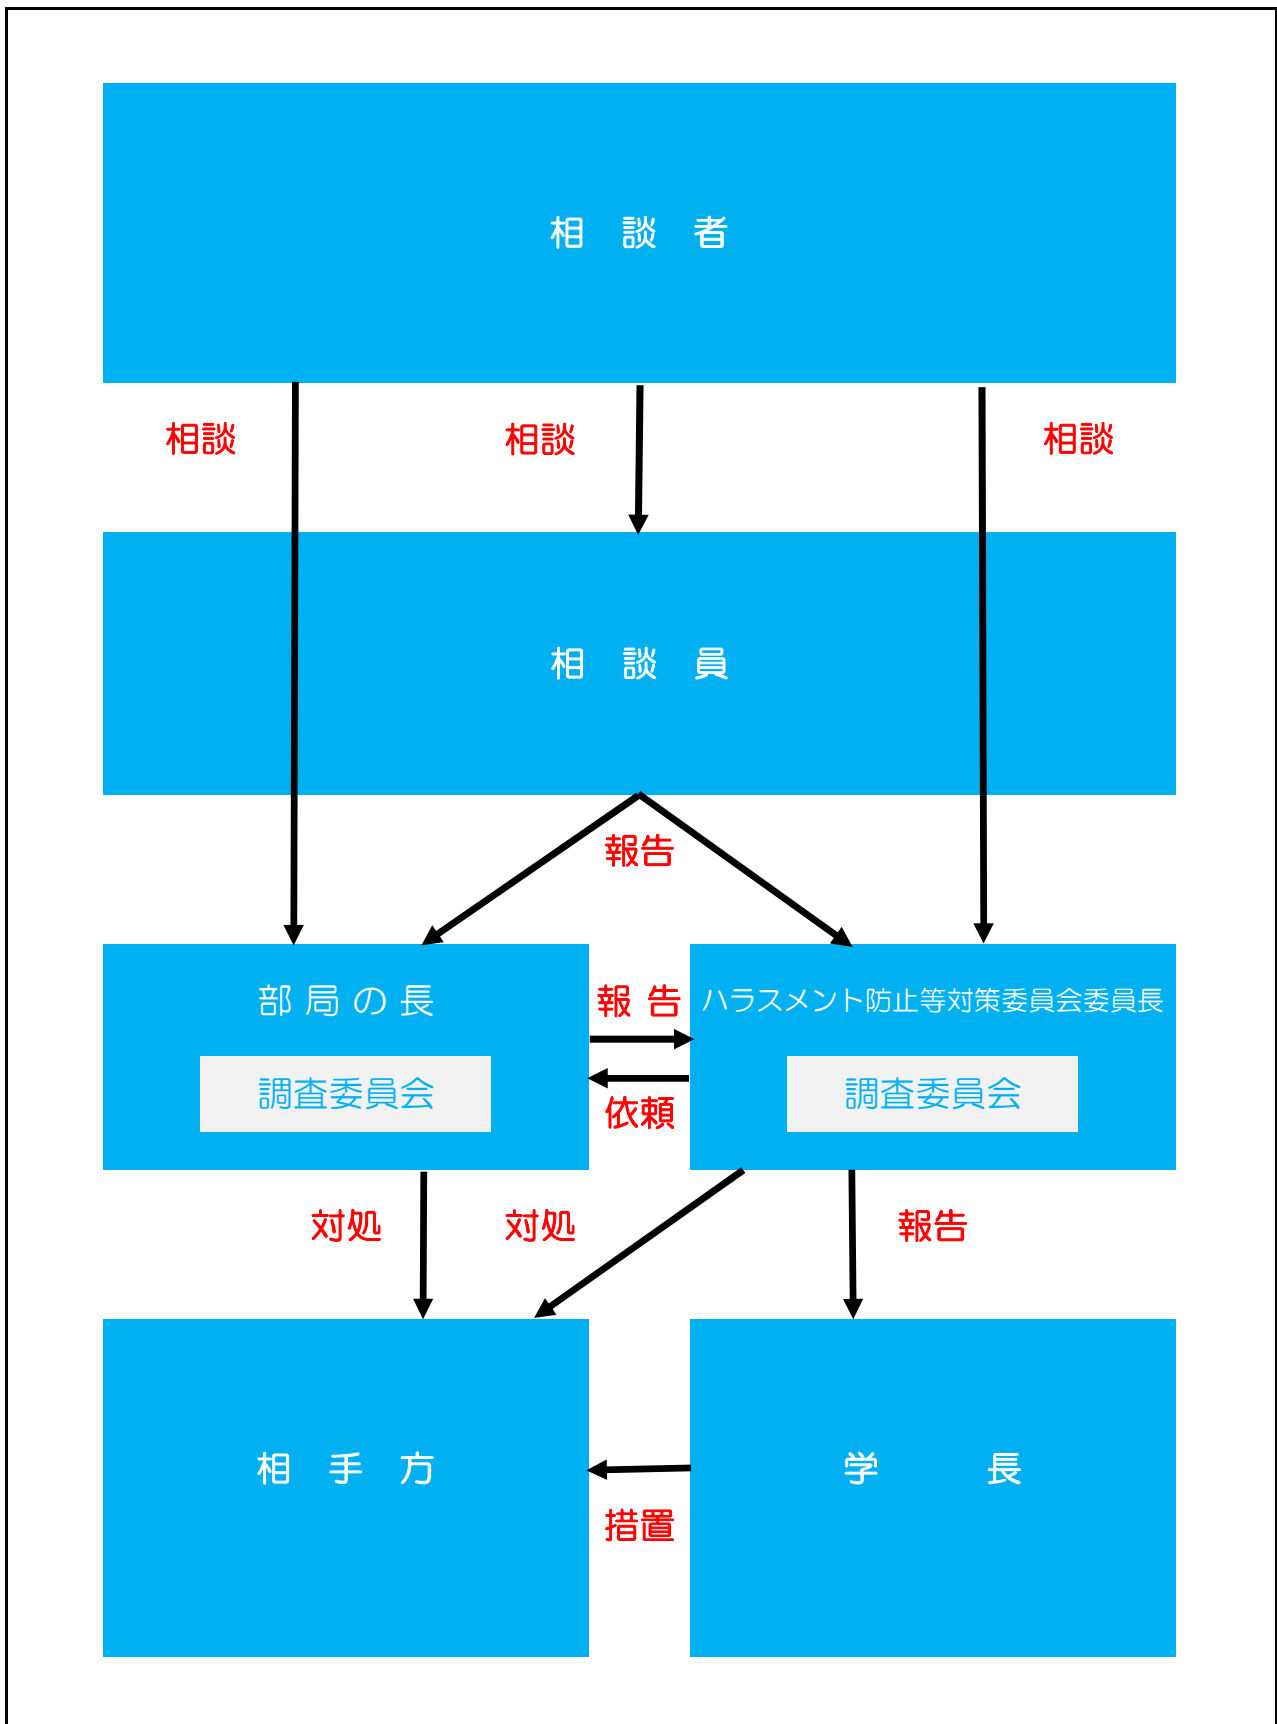 相　談　者
相談
相談
相談
相　談　員
報告
部 局 の 長
報 告
ハラスメント防止等対策委員会委員長
調査委員会
依頼
調査委員会
対処
対処
報告
相　手　方
学　　　長
措置